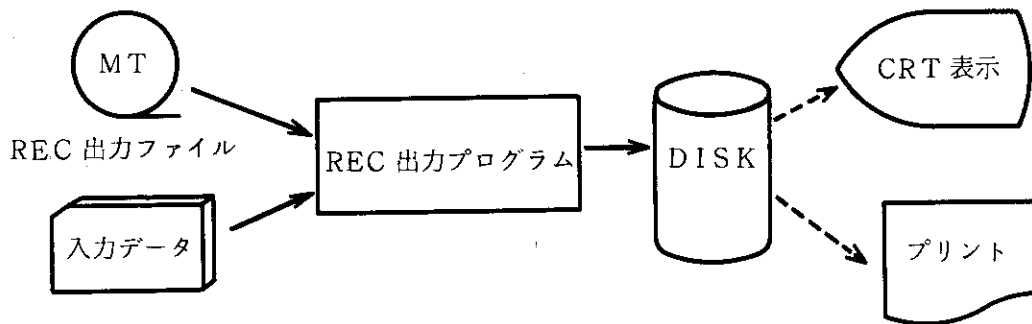 MT
REC 出力ファイル
入力データ
REC 出力プログラム
DISK
CRT 表示
プリント